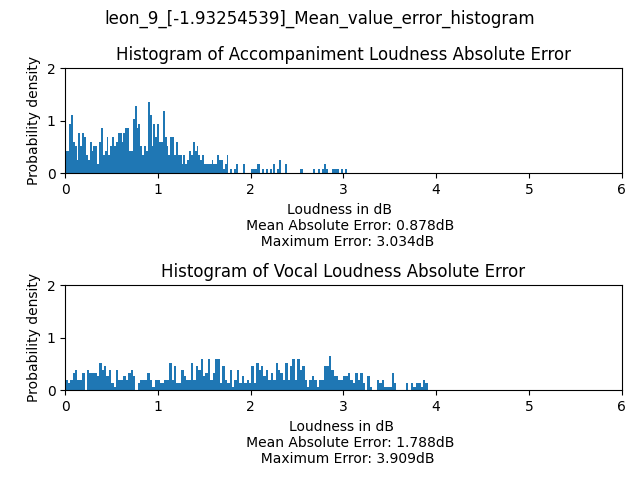 leon_9_[-1.93254539]_Mean_value_error_histogram
Histogram of Accompaniment Loudness Absolute Error
Probability density
2
1
0
0 1 2 3 4 5 6
Loudness in dB
Mean Absolute Error: 0.878dB
Maximum Error: 3.034dB
Histogram of Vocal Loudness Absolute Error
Probability density
2
1
0
0 1 2 3 4 5 6
Loudness in dB
Mean Absolute Error: 1.788dB
Maximum Error: 3.909dB